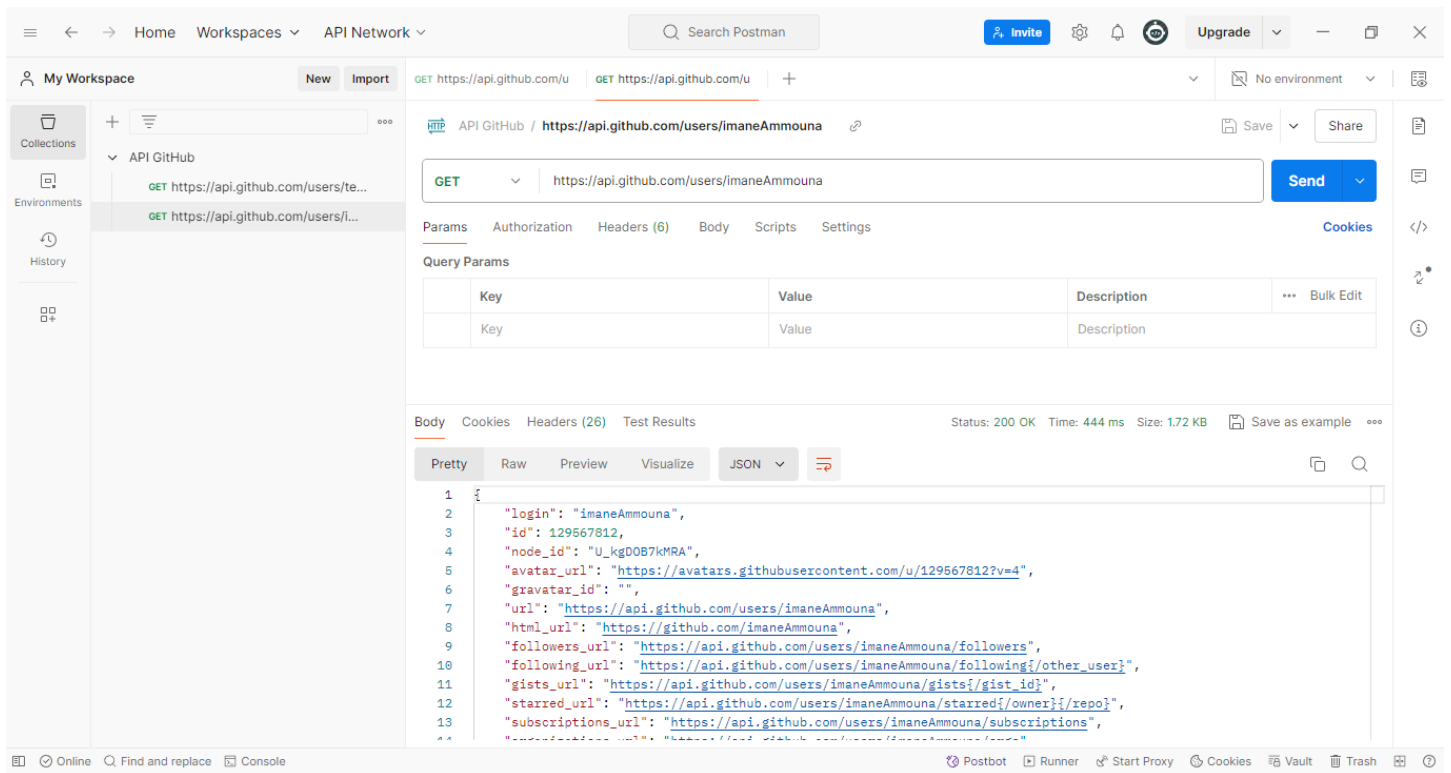 Home Workspaces API Network Search Postman Invite Upgrade
My Workspace New Import GET https://api.github.com/u GET https://api.github.com/u No environment
Collections
Environments
History
API GitHub
GET https://api.github.com/users/te...
GET https://api.github.com/users/i...
HTTP API GitHub / https://api.github.com/users/imaneAmmouna Save Share
GET https://api.github.com/users/imaneAmmouna Send
Params Authorization Headers (6) Body Scripts Settings Cookies
Query Params
Key Value Description Bulk Edit
Key Value Description
Body Cookies Headers (26) Test Results Status: 200 OK Time: 444 ms Size: 1.72 KB Save as example
Pretty Raw Preview Visualize JSON
1 {
2 "login": "imaneAmmouna",
3 "id": 129567812,
4 "node_id": "U_kgDOB7kMRA",
5 "avatar_url": "https://avatars.githubusercontent.com/u/129567812?v=4",
6 "gravatar_id": "",
7 "url": "https://api.github.com/users/imaneAmmouna",
8 "html_url": "https://github.com/imaneAmmouna",
9 "followers_url": "https://api.github.com/users/imaneAmmouna/followers",
10 "following_url": "https://api.github.com/users/imaneAmmouna/following{/other_user}",
11 "gists_url": "https://api.github.com/users/imaneAmmouna/gists{/gist_id}",
12 "starred_url": "https://api.github.com/users/imaneAmmouna/starred{/owner}{/repo}",
13 "subscriptions_url": "https://api.github.com/users/imaneAmmouna/subscriptions",
Online Find and replace Console Postbot Runner Start Proxy Cookies Vault Trash